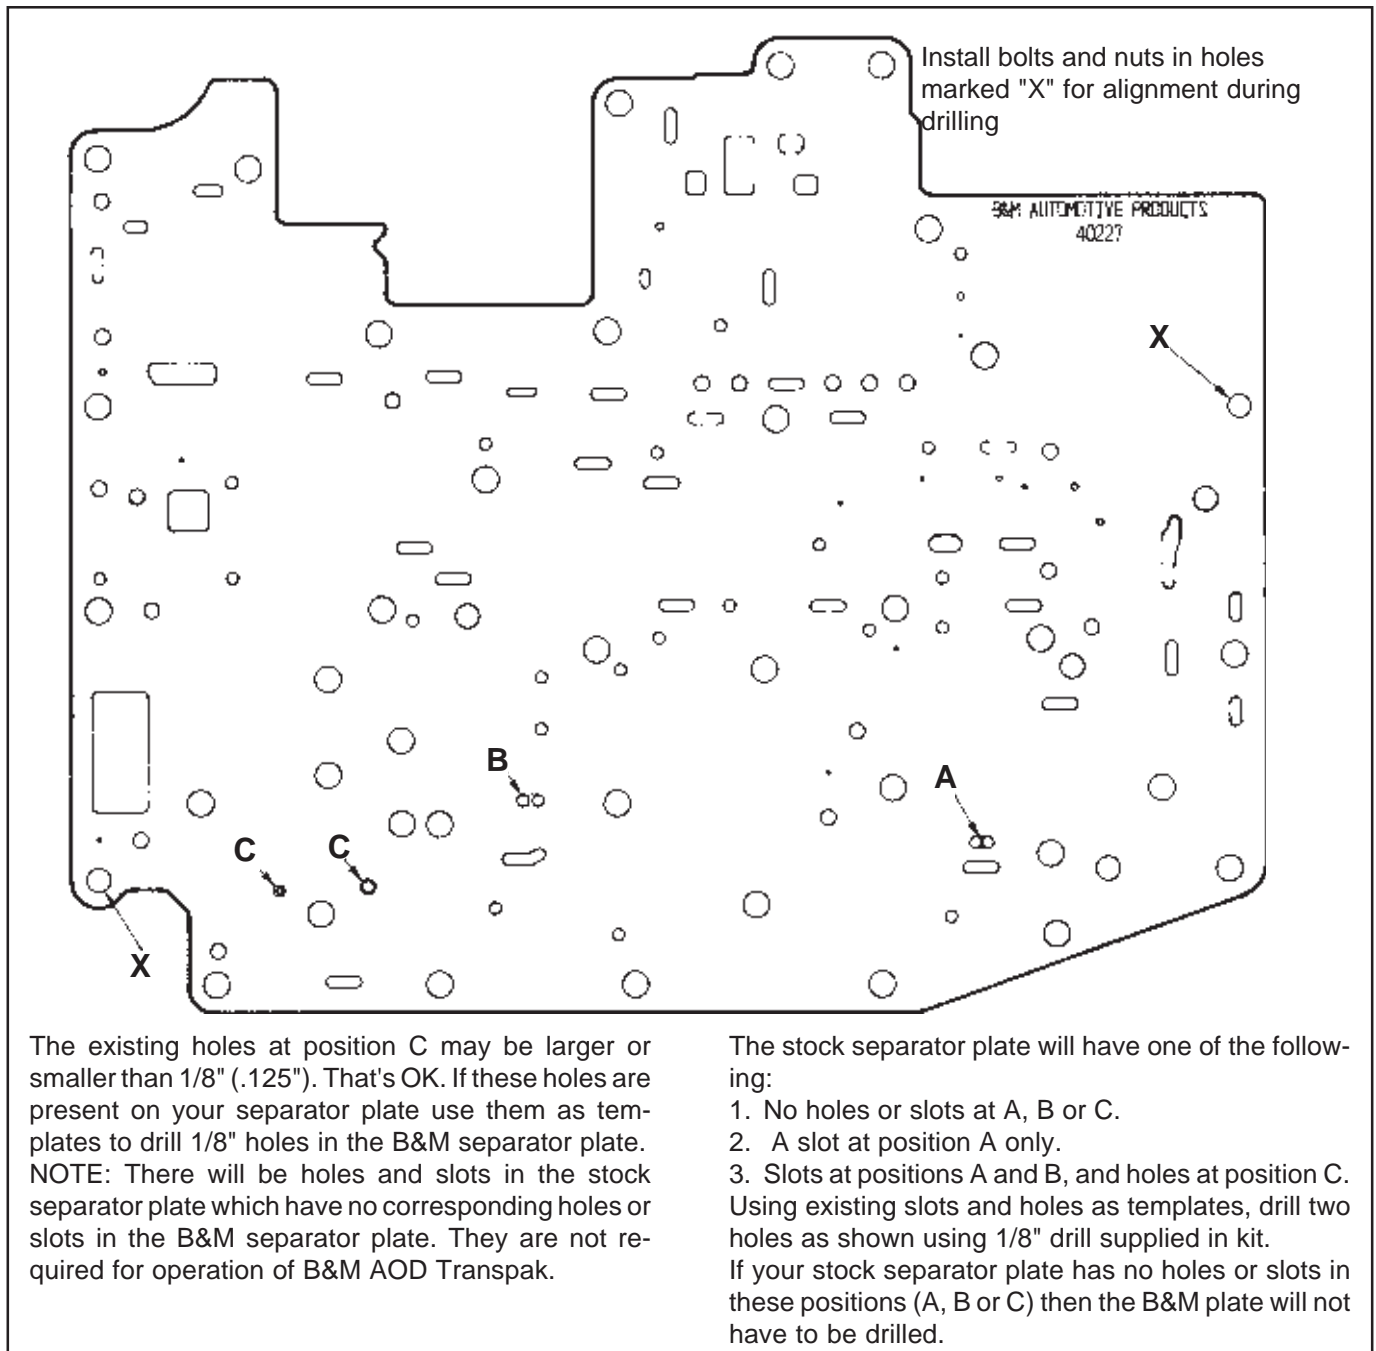 Install bolts and nuts in holes
marked "X" for alignment during
drilling
B&M AUTOMOTIVE PRODUCTS
40227
X
B
A
C
C
X
The existing holes at position C may be larger or
smaller than 1/8" (.125"). That's OK. If these holes are
present on your separator plate use them as tem-
plates to drill 1/8" holes in the B&M separator plate.
NOTE: There will be holes and slots in the stock
separator plate which have no corresponding holes or
slots in the B&M separator plate. They are not re-
quired for operation of B&M AOD Transpak.
The stock separator plate will have one of the follow-
ing:
1. No holes or slots at A, B or C.
2. A slot at position A only.
3. Slots at positions A and B, and holes at position C.
Using existing slots and holes as templates, drill two
holes as shown using 1/8" drill supplied in kit.
If your stock separator plate has no holes or slots in
these positions (A, B or C) then the B&M plate will not
have to be drilled.